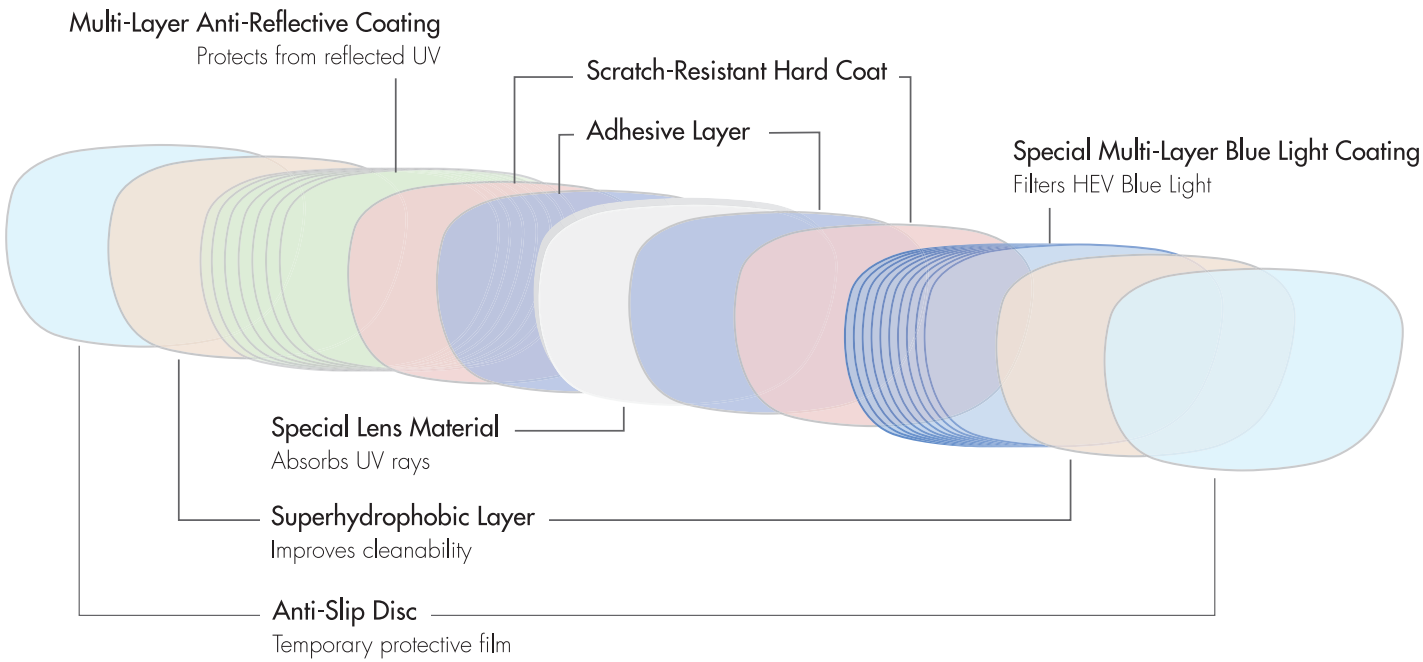 Multi-Layer Anti-Reflective Coating
Protects from reflected UV
Scratch-Resistant Hard Coat
Adhesive Layer
Special Multi-Layer Blue Light Coating
Filters HEV Blue Light
Special Lens Material
Absorbs UV rays
Superhydrophobic Layer
Improves cleanability
Anti-Slip Disc
Temporary protective film